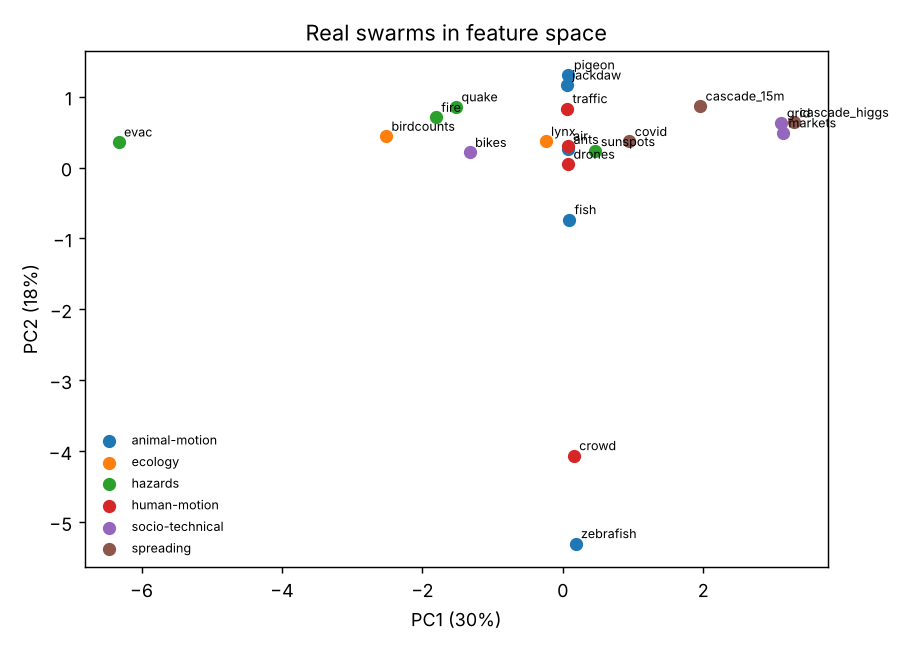 Real swarms in feature space
pigeon
jackdaw
cascade_15m
quake
traffic
fire
cascade_higgs
grid
markets
birdcounts
evac
lynx
air
covid
ants
sunspots
bikes
drones
fish
crowd
zebrafish
animal-motion
ecology
hazards
human-motion
socio-technical
spreading
1
0
−1
−2
−3
−4
−5
−6
−4
−2
0
2
PC1 (30%)
PC2 (18%)